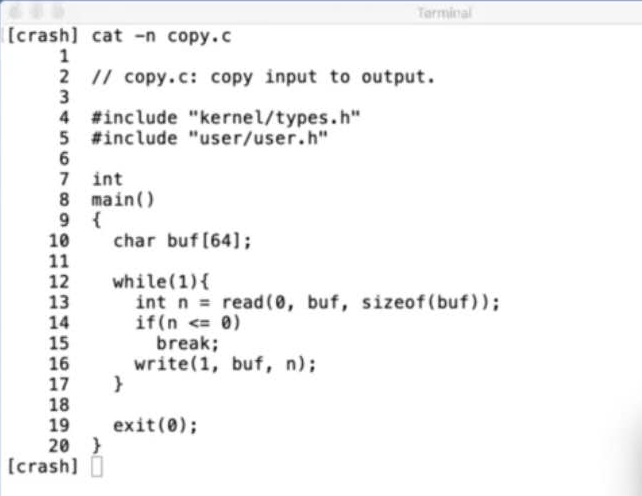 Terminal
[crash] cat -n copy.c
     1
     2  // copy.c: copy input to output.
     3
     4  #include "kernel/types.h"
     5  #include "user/user.h"
     6
     7  int
     8  main()
     9  {
    10    char buf[64];
    11
    12    while(1){
    13      int n = read(0, buf, sizeof(buf));
    14      if(n <= 0)
    15        break;
    16      write(1, buf, n);
    17    }
    18
    19    exit(0);
    20  }
[crash]